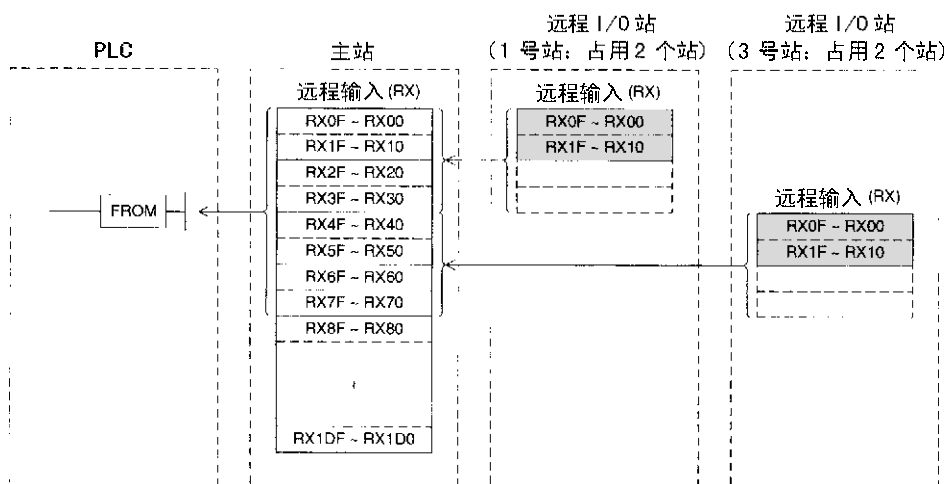 PLC
主站
远程 I/O 站
(1 号站：占用 2 个站)
远程 I/O 站
(3 号站：占用 2 个站)
FROM
远程输入 (RX)
RX0F ~ RX00
RX1F ~ RX10
RX2F ~ RX20
RX3F ~ RX30
RX4F ~ RX40
RX5F ~ RX50
RX6F ~ RX60
RX7F ~ RX70
RX8F ~ RX80
~
RX1DF ~ RX1D0
远程输入 (RX)
RX0F ~ RX00
RX1F ~ RX10
远程输入 (RX)
RX0F ~ RX00
RX1F ~ RX10